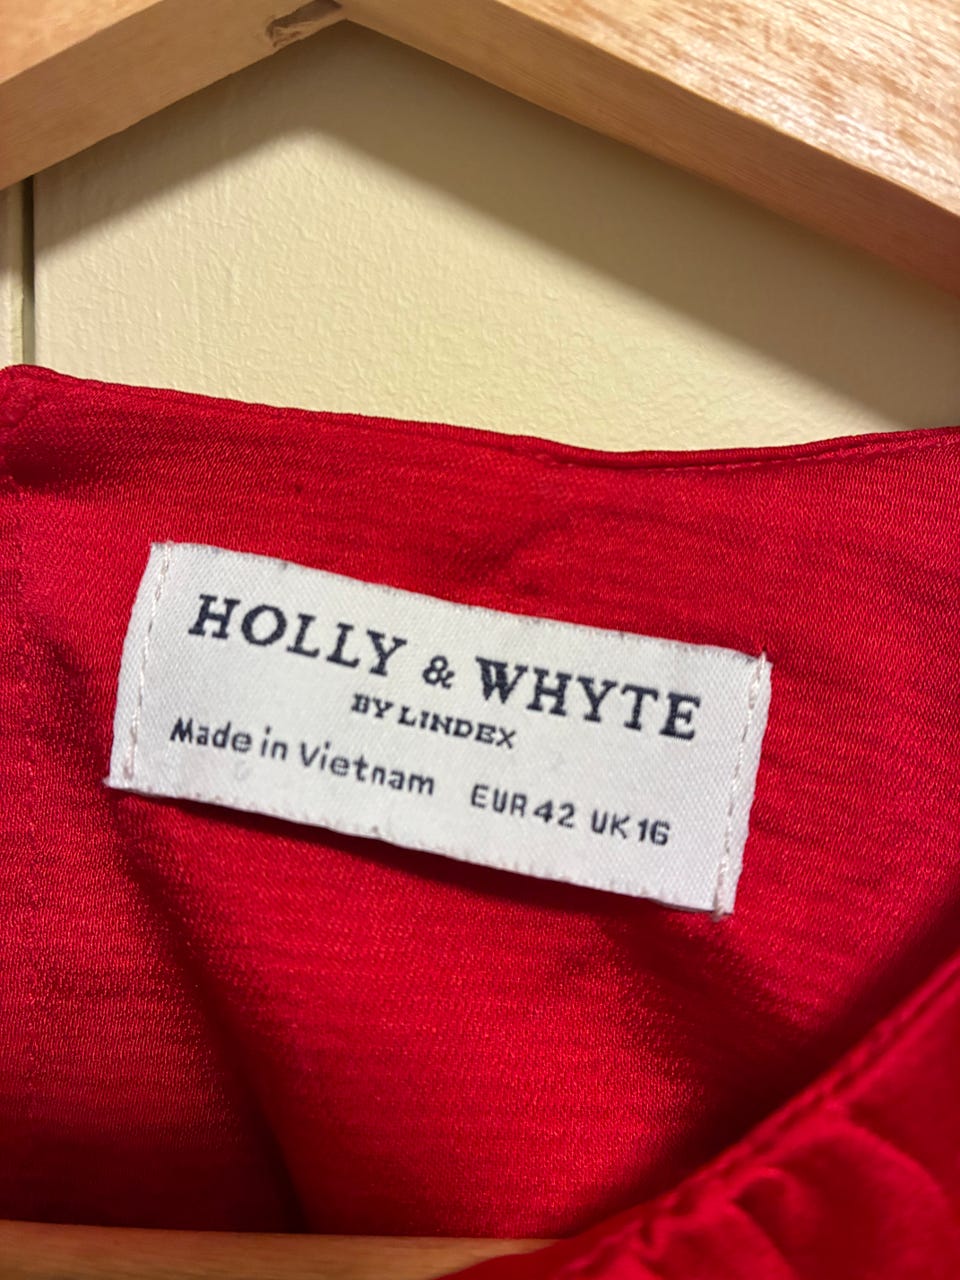 HOLLY & WHYTE
BY LINDEX
Made in Vietnam EUR 42 UK 16